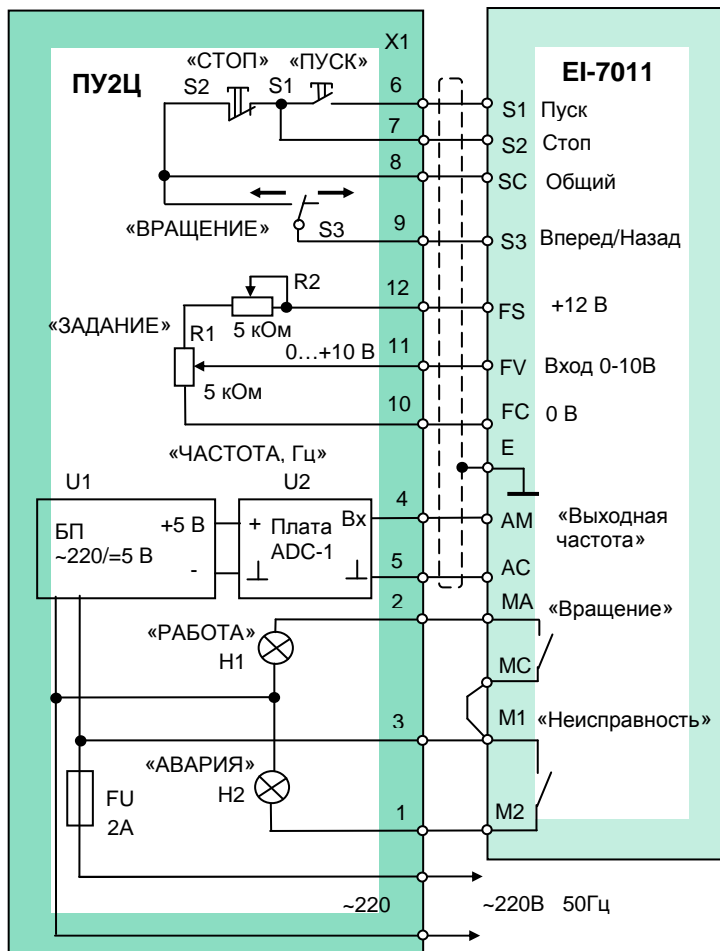 X1
EI-7011
ПУ2Ц
«СТОП» «ПУСК»
S2 S1
6
S1 Пуск
7
S2 Стоп
8
SC Общий
«ВРАЩЕНИЕ»
S3
9
S3 Вперед/Назад
R2
12
FS +12 В
«ЗАДАНИЕ»
R1
5 кОм
0...+10 В
11
FV Вход 0-10В
5 кОм
10
FC 0 В
E
«ЧАСТОТА, Гц»
U1 U2
БП
~220/=5 В
+5 В
-
+
Плата
ADC-1
Вх
4
AM «Выходная
частота»
5
AC
2
MA «Вращение»
«РАБОТА»
H1
MC
3
M1 «Неисправность»
«АВАРИЯ»
H2
FU
2А
1
M2
~220 ~220В 50Гц